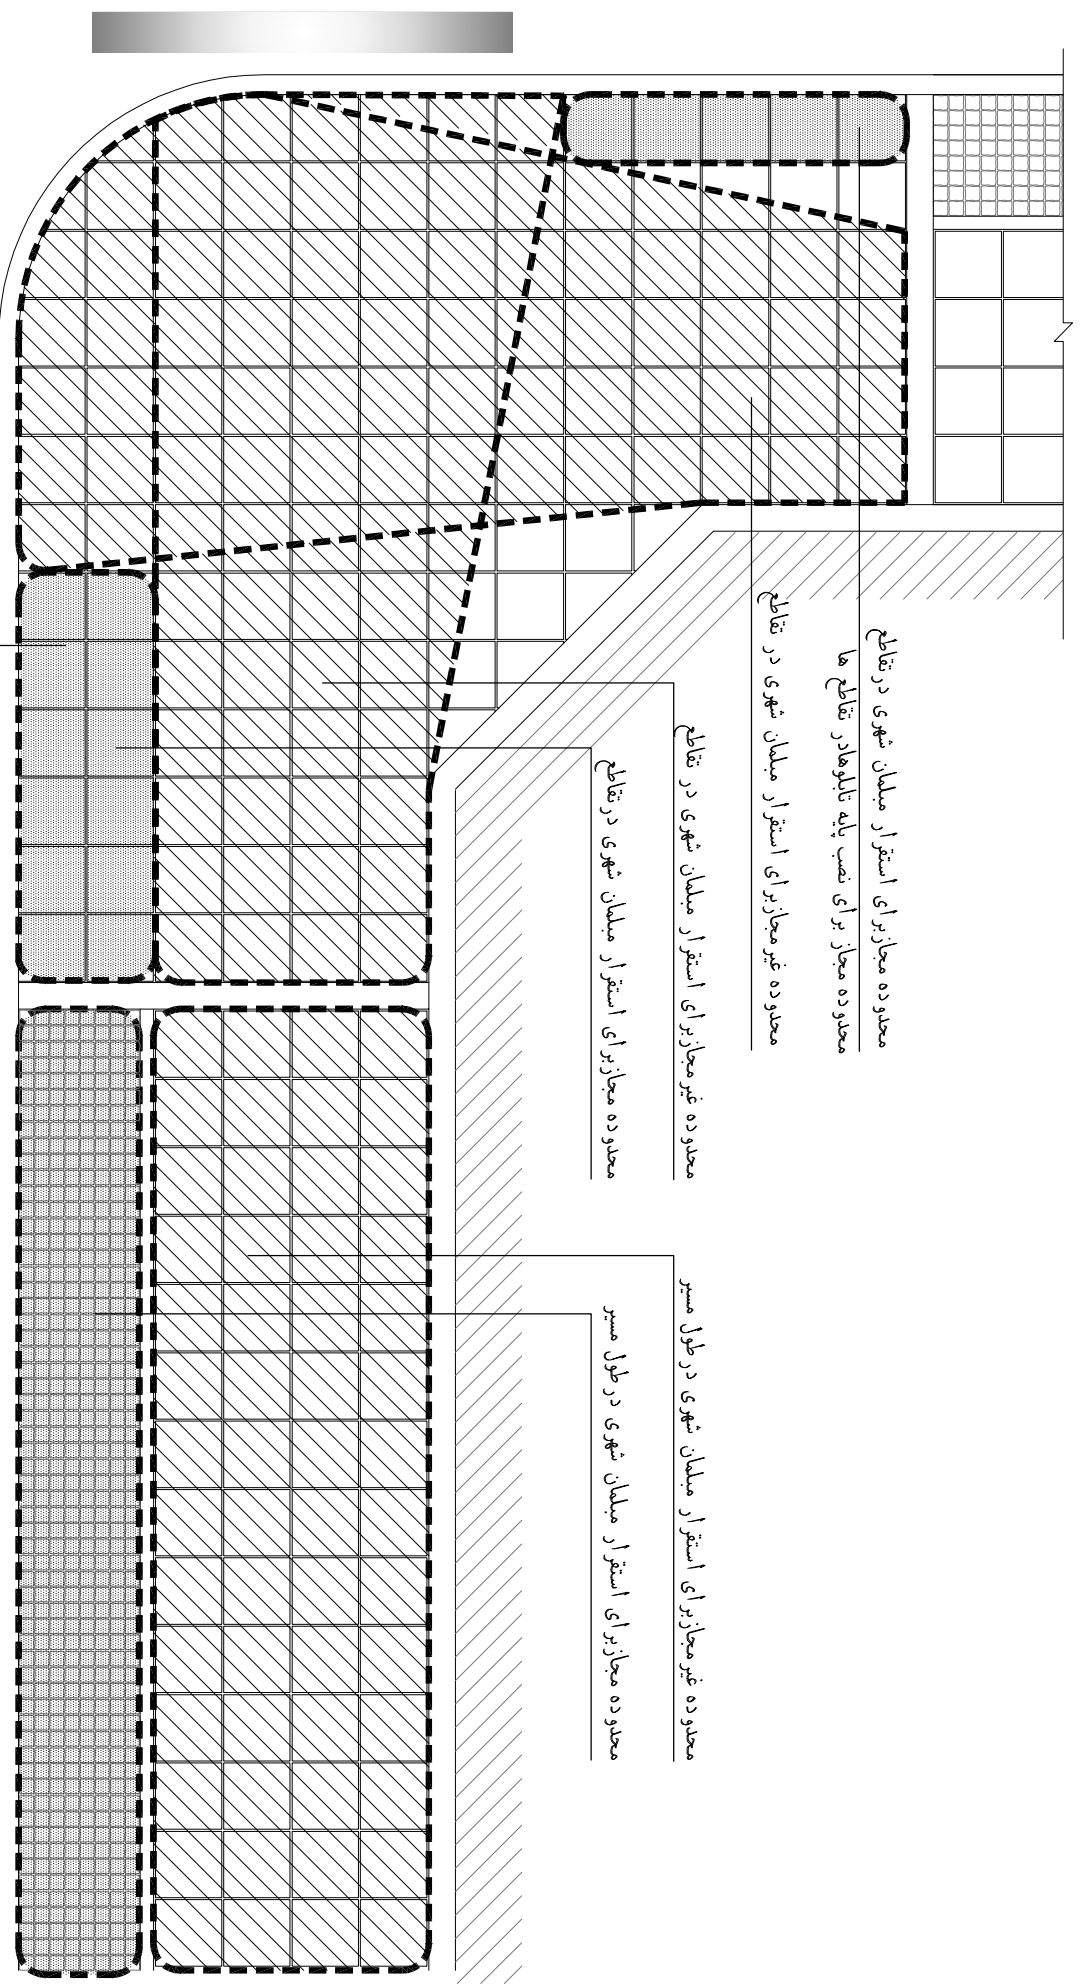 محدوده مجاز برای استقرار مبلمان شهری در تقاطع
محدوده مجاز برای نصب پایه تابلوها در تقاطع ها
محدوده غیر مجاز برای استقرار مبلمان شهری در تقاطع
محدوده غیر مجاز برای استقرار مبلمان شهری در تقاطع
محدوده مجاز برای استقرار مبلمان شهری در تقاطع
محدوده غیر مجاز برای استقرار مبلمان شهری در طول مسیر
محدوده مجاز برای استقرار مبلمان شهری در طول مسیر